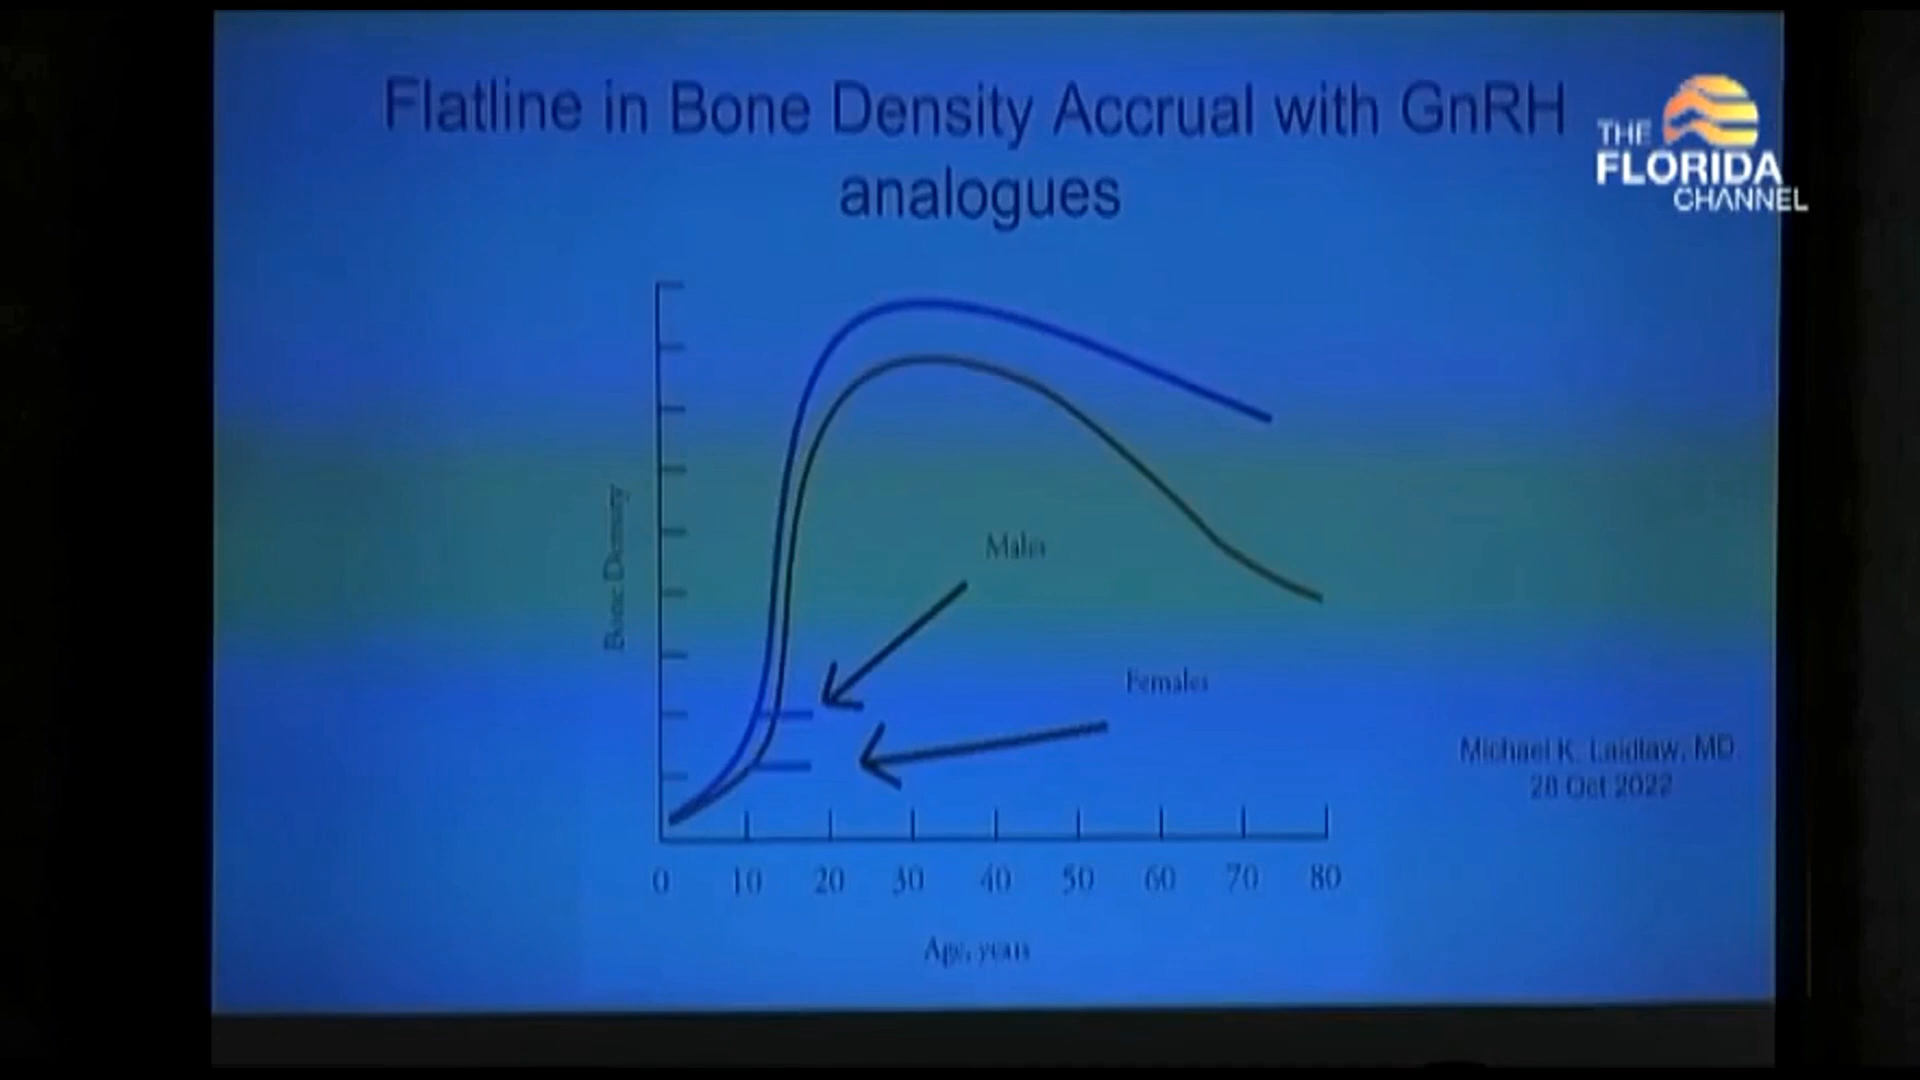 Flatline in Bone Density Accrual with GnRH
analogues
THE
FLORIDA
CHANNEL
Bone Density
Males
Females
Michael K. Laidlaw, MD
28 Oct 2022
0 10 20 30 40 50 60 70 80
Age, years